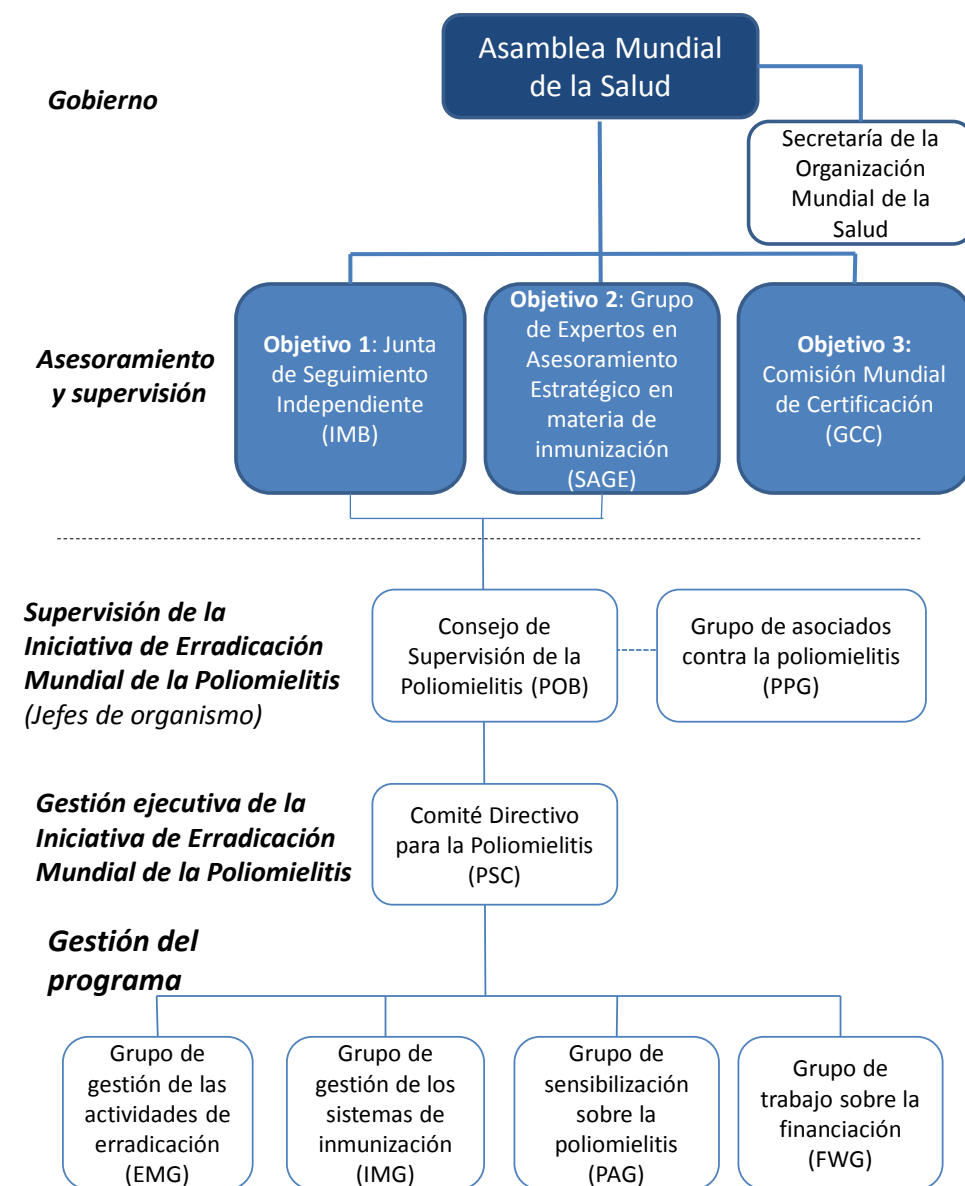 Asamblea Mundial
de la Salud
Gobierno
Secretaría de la
Organización
Mundial de la
Salud
Asesoramiento
y supervisión
Objetivo 1: Junta
de Seguimiento
Independiente
(IMB)
Objetivo 2: Grupo
de Expertos en
Asesoramiento
Estratégico en
materia de
inmunización
(SAGE)
Objetivo 3:
Comisión Mundial
de Certificación
(GCC)
Supervisión de la
Iniciativa de Erradicación
Mundial de la Poliomielitis
(Jefes de organismo)
Consejo de
Supervisión de la
Poliomielitis (POB)
Grupo de asociados
contra la poliomielitis
(PPG)
Gestión ejecutiva de la
Iniciativa de Erradicación
Mundial de la Poliomielitis
Comité Directivo
para la Poliomielitis
(PSC)
Gestión del
programa
Grupo de
gestión de las
actividades de
erradicación
(EMG)
Grupo de
gestión de los
sistemas de
inmunización
(IMG)
Grupo de
sensibilización
sobre la
poliomielitis
(PAG)
Grupo de
trabajo sobre la
financiación
(FWG)